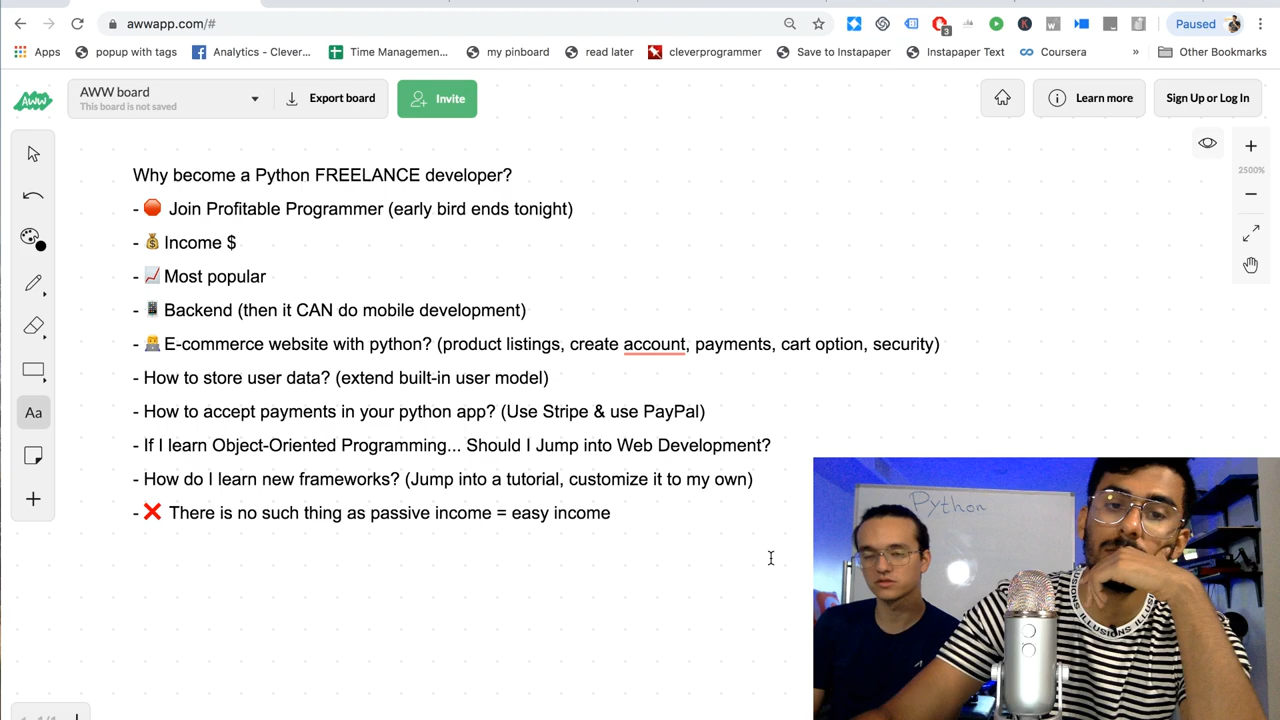 awwapp.com/#
3
Paused
Apps
popup with tags
Analytics - Clever...
Time Managemen...
my pinboard
read later
cleverprogrammer
Save to Instapaper
Instapaper Text
Coursera
»
Other Bookmarks
AWW
AWW board
This board is not saved
Export board
Invite
Learn more
Sign Up or Log In
2500%
Aa
Why become a Python FREELANCE developer?
- 🛑 Join Profitable Programmer (early bird ends tonight)
- 💰 Income $
- 📈 Most popular
- 📱 Backend (then it CAN do mobile development)
- 👨‍💻 E-commerce website with python? (product listings, create account, payments, cart option, security)
- How to store user data? (extend built-in user model)
- How to accept payments in your python app? (Use Stripe & use PayPal)
- If I learn Object-Oriented Programming... Should I Jump into Web Development?
- How do I learn new frameworks? (Jump into a tutorial, customize it to my own)
- ❌ There is no such thing as passive income = easy income
Python
ILLUSIONS